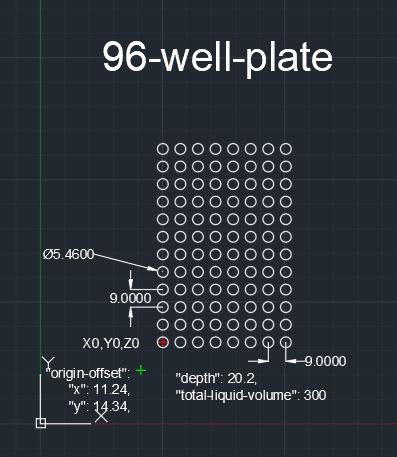 96-well-plate
Ø5.4600
9.0000
X0,Y0,Z0
9.0000
Y
"origin-offset":
"x": 11.24,
"y": 14.34,
X
"depth": 20.2,
"total-liquid-volume": 300